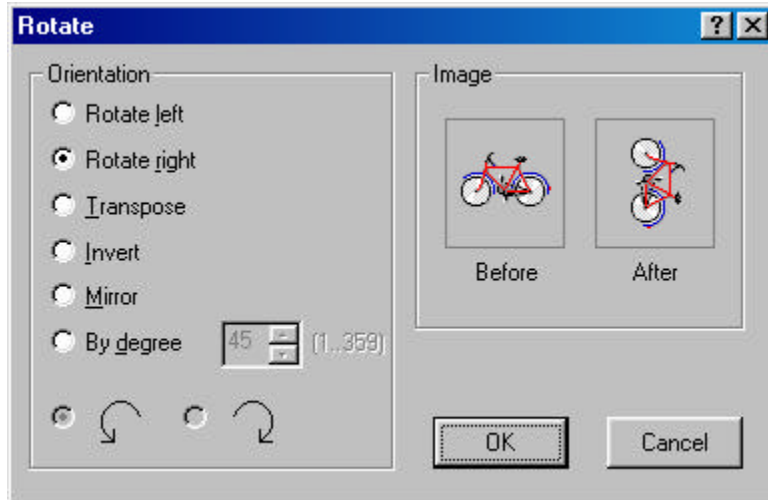 Rotate
Orientation
Rotate left
Rotate right
Transpose
Invert
Mirror
By degree 45 (1..359)
Image
Before After
OK Cancel